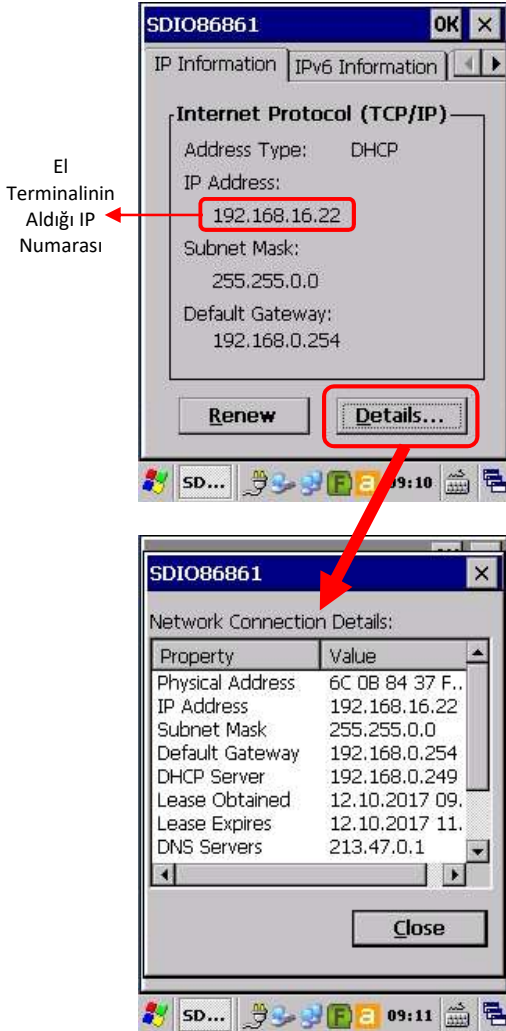 SDIO86861 OK
IP Information IPv6 Information
Internet Protocol (TCP/IP)
Address Type: DHCP
IP Address:
192.168.16.22
Subnet Mask:
255.255.0.0
Default Gateway:
192.168.0.254
Renew Details...
SD... 09:10
El
Terminalinin
Aldığı IP
Numarası
SDIO86861
Network Connection Details:
Property Value
Physical Address 6C 0B 84 37 F..
IP Address 192.168.16.22
Subnet Mask 255.255.0.0
Default Gateway 192.168.0.254
DHCP Server 192.168.0.249
Lease Obtained 12.10.2017 09.
Lease Expires 12.10.2017 11.
DNS Servers 213.47.0.1
Close
SD... F a 09:11